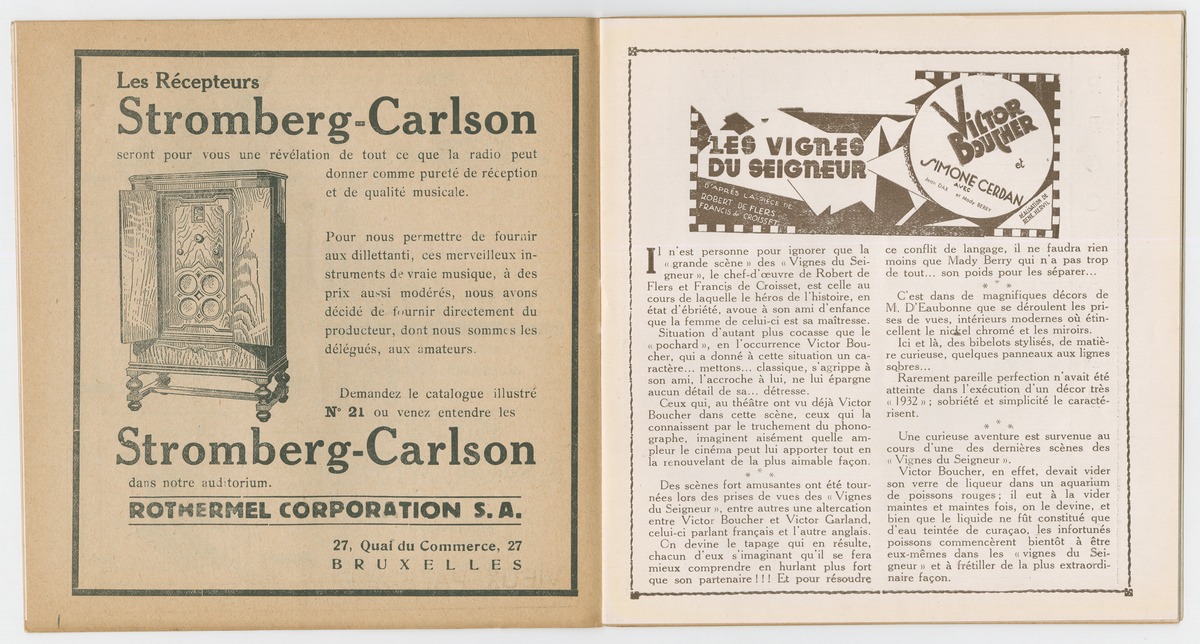 Les Récepteurs
Stromberg-Carlson
seront pour vous une révélation de tout ce que la radio peut
donner comme pureté de réception
et de qualité musicale.
Pour nous permettre de fournir
aux dillettanti, ces merveilleux in-
struments de vraie musique, à des
prix aussi modérés, nous avons
décidé de fournir directement du
producteur, dont nous sommes les
délégués, aux amateurs.
Demandez le catalogue illustré
N° 21 ou venez entendre les
Stromberg-Carlson
dans notre auditorium.
ROTHERMEL CORPORATION S. A.
27, Quai du Commerce, 27
BRUXELLES
LES VIGNES
DU SEIGNEUR
D'APRÈS LA PIÈCE DE
ROBERT DE FLERS
FRANCIS de CROISSET
VICTOR
BOUCHER
et
SIMONE CERDAN
AVEC
Jean DAX et Mady BERRY
RÉALISATION DE
RENÉ HERVIL
Il n'est personne pour ignorer que la
« grande scène » des « Vignes du Sei-
gneur », le chef-d'œuvre de Robert de
Flers et Francis de Croisset, est celle au
cours de laquelle le héros de l'histoire, en
état d'ébriété, avoue à son ami d'enfance
que la femme de celui-ci est sa maîtresse.
Situation d'autant plus cocasse que le
« pochard », en l'occurrence Victor Bou-
cher, qui a donné à cette situation un ca-
ractère... mettons... classique, s'agrippe à
son ami, l'accroche à lui, ne lui épargne
aucun détail de sa... détresse.
Ceux qui, au théâtre ont vu déjà Victor
Boucher dans cette scène, ceux qui la
connaissent par le truchement du phono-
graphe, imaginent aisément quelle am-
pleur le cinéma peut lui apporter tout en
la renouvelant de la plus aimable façon.
* * *
Des scènes fort amusantes ont été tour-
nées lors des prises de vues des « Vignes
du Seigneur », entre autres une altercation
entre Victor Boucher et Victor Garland,
celui-ci parlant français et l'autre anglais.
On devine le tapage qui en résulte,
chacun d'eux s'imaginant qu'il se fera
mieux comprendre en hurlant plus fort
que son partenaire ! ! ! Et pour résoudre
ce conflit de langage, il ne faudra rien
moins que Mady Berry qui n'a pas trop
de tout... son poids pour les séparer...
* * *
C'est dans de magnifiques décors de
M. D'Eaubonne que se déroulent les pri-
ses de vues, intérieurs modernes où étin-
cellent le nickel chromé et les miroirs.
Ici et là, des bibelots stylisés, de matiè-
re curieuse, quelques panneaux aux lignes
sobres...
Rarement pareille perfection n'avait été
atteinte dans l'exécution d'un décor très
« 1932 » ; sobriété et simplicité le caracté-
risent.
* * *
Une curieuse aventure est survenue au
cours d'une des dernières scènes des
« Vignes du Seigneur ».
Victor Boucher, en effet, devait vider
son verre de liqueur dans un aquarium
de poissons rouges ; il eut à la vider
maintes et maintes fois, on le devine, et
bien que le liquide ne fût constitué que
d'eau teintée de curaçao, les infortunés
poissons commencèrent bientôt à être
eux-mêmes dans les « vignes du Sei-
gneur » et à frétiller de la plus extraordi-
naire façon.